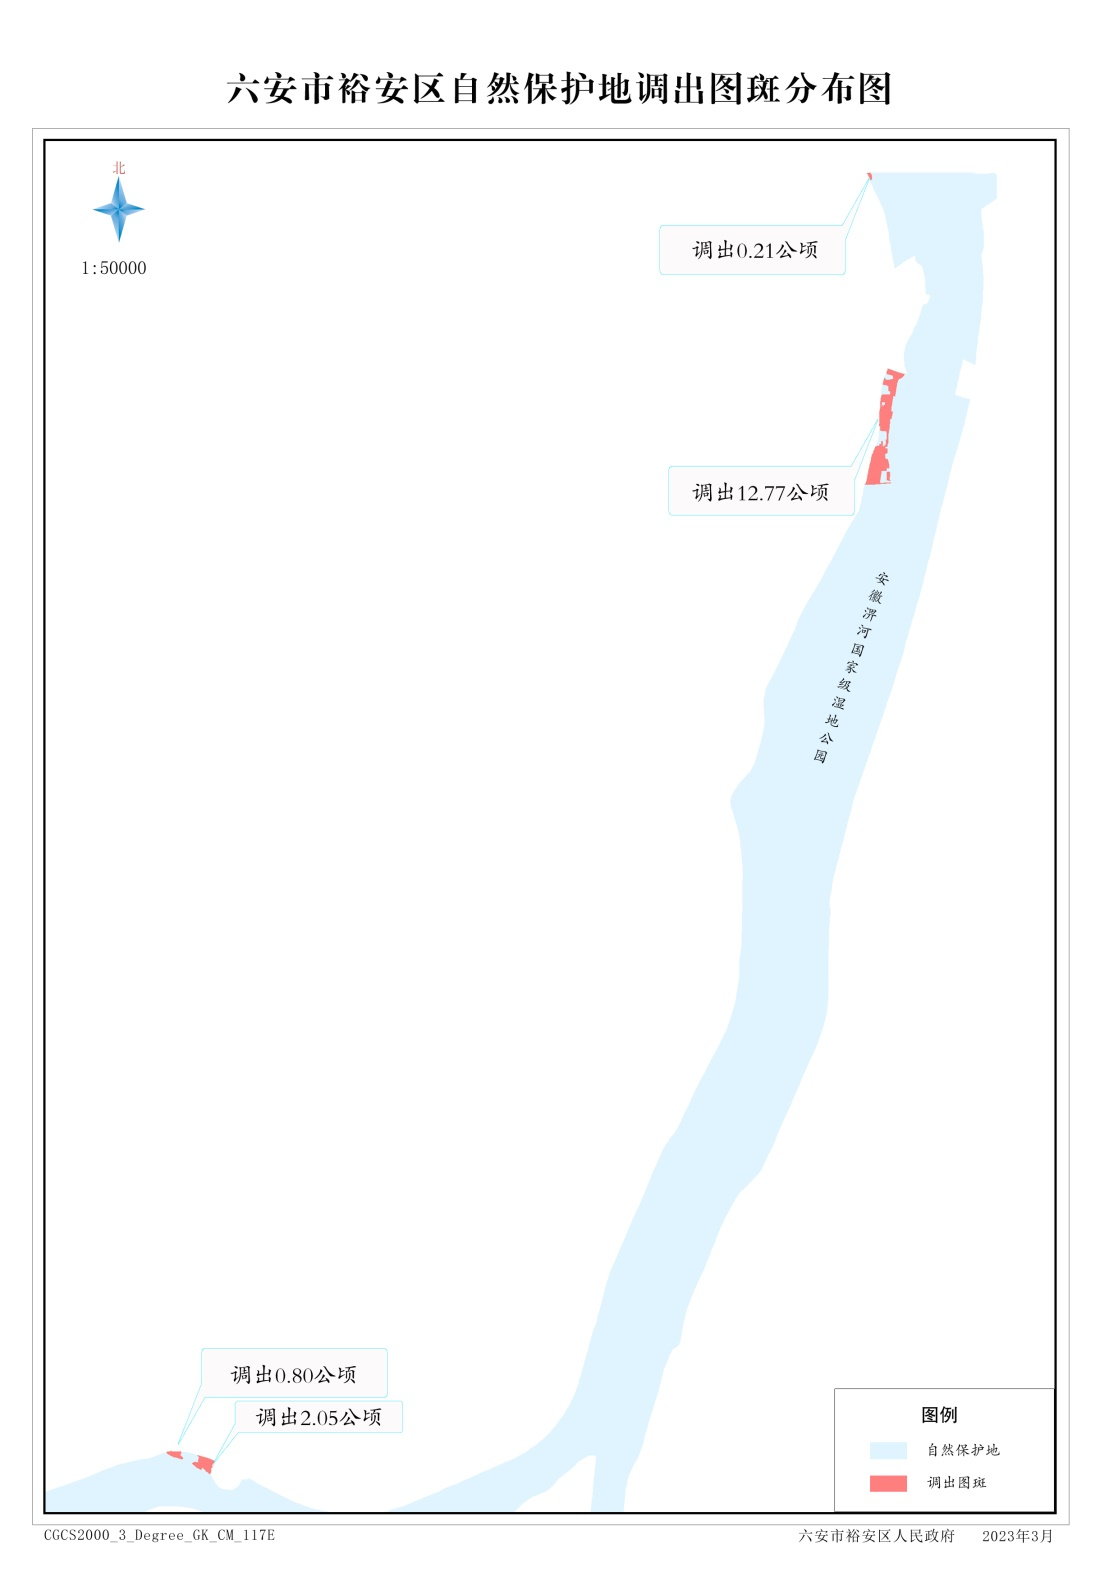 六安市裕安区自然保护地调出图斑分布图
北
1:50000
调出0.21公顷
调出12.77公顷
安徽淠河国家级湿地公园
调出0.80公顷
调出2.05公顷
图例
自然保护地
调出图斑
CGCS2000_3_Degree_GK_CM_117E
六安市裕安区人民政府 2023年3月